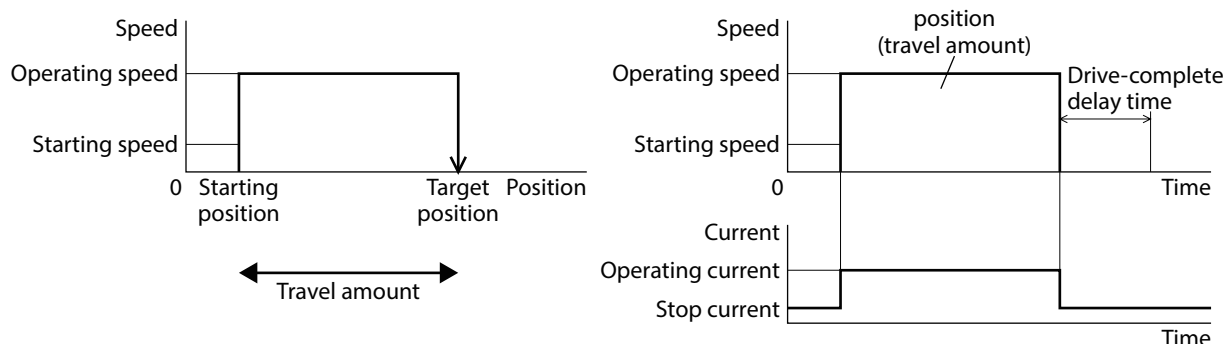 Speed
Operating speed
Starting speed
0
Starting
position
Target
position
Position
Travel amount
position
(travel amount)
Speed
Operating speed
Drive-complete
delay time
Starting speed
0
Time
Current
Operating current
Stop current
Time